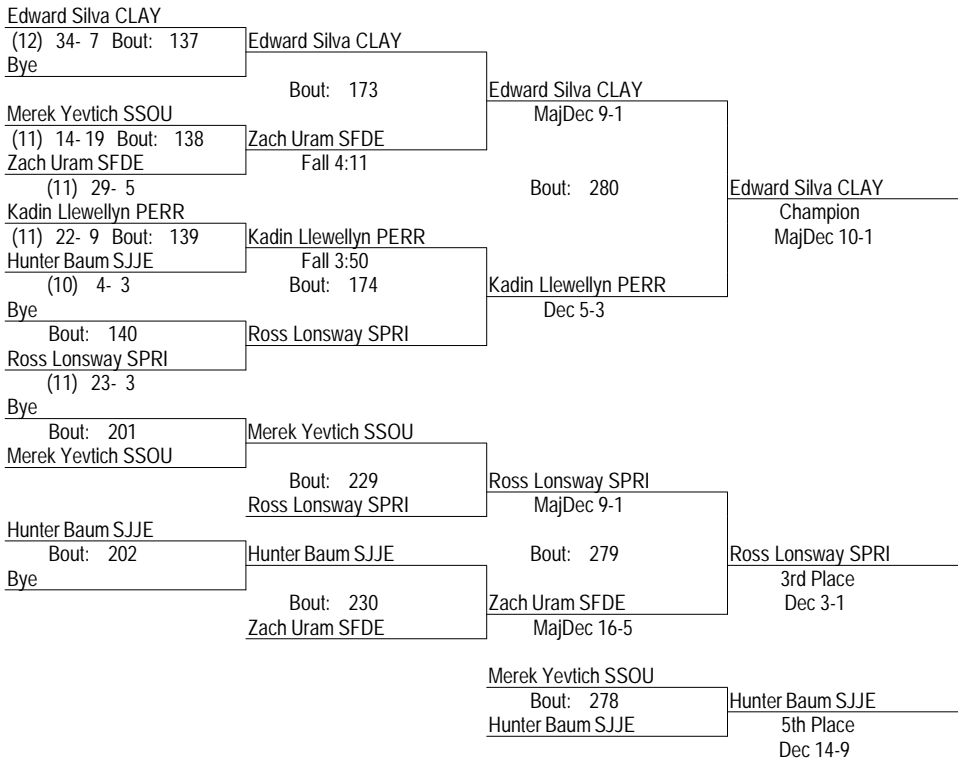 Edward Silva CLAY
(12) 34- 7 Bout: 137
Edward Silva CLAY
Bye
Bout: 173
Edward Silva CLAY
MajDec 9-1
Merek Yevtich SSOU
(11) 14- 19 Bout: 138
Zach Uram SFDE
Zach Uram SFDE
Fall 4:11
(11) 29- 5
Bout: 280
Edward Silva CLAY
Champion
MajDec 10-1
Kadin Llewellyn PERR
(11) 22- 9 Bout: 139
Kadin Llewellyn PERR
Hunter Baum SJJE
Fall 3:50
(10) 4- 3
Bout: 174
Kadin Llewellyn PERR
Dec 5-3
Bye
Bout: 140
Ross Lonsway SPRI
Ross Lonsway SPRI
(11) 23- 3
Bye
Bout: 201
Merek Yevtich SSOU
Merek Yevtich SSOU
Bout: 229
Ross Lonsway SPRI
Ross Lonsway SPRI
MajDec 9-1
Hunter Baum SJJE
Bout: 202
Hunter Baum SJJE
Bout: 279
Ross Lonsway SPRI
Bye
3rd Place
Bout: 230
Zach Uram SFDE
Dec 3-1
Zach Uram SFDE
MajDec 16-5
Merek Yevtich SSOU
Bout: 278
Hunter Baum SJJE
Hunter Baum SJJE
5th Place
Dec 14-9